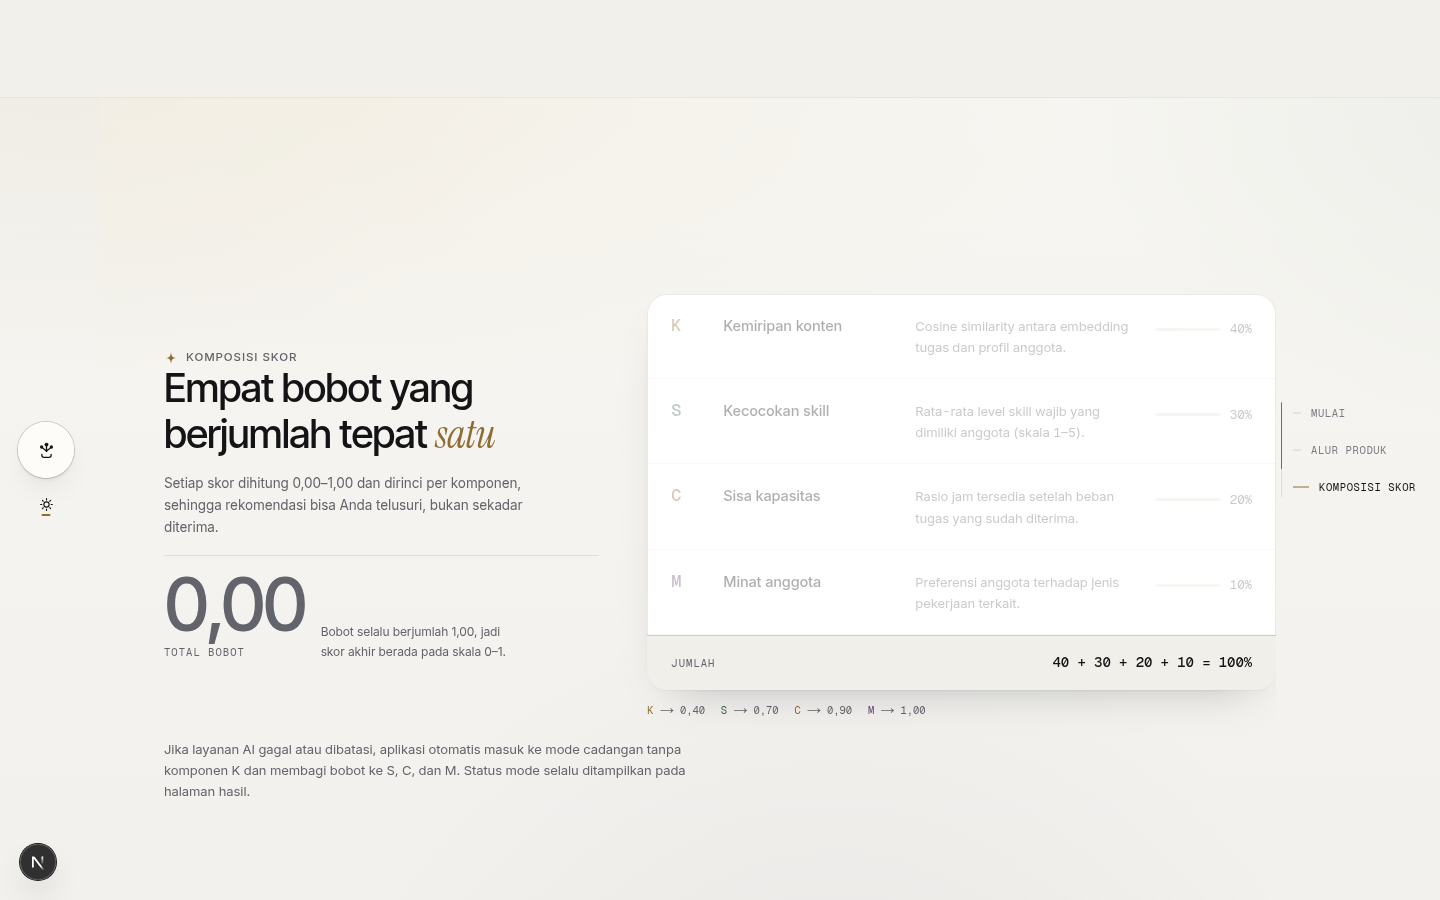 KOMPOSISI SKOR
Empat bobot yang
berjumlah tepat satu
Setiap skor dihitung 0,00–1,00 dan dirinci per komponen,
sehingga rekomendasi bisa Anda telusuri, bukan sekadar
diterima.
0,00
TOTAL BOBOT
Bobot selalu berjumlah 1,00, jadi
skor akhir berada pada skala 0–1.
K Kemiripan konten Cosine similarity antara embedding 40%
tugas dan profil anggota.
S Kecocokan skill Rata-rata level skill wajib yang 30%
dimiliki anggota (skala 1–5).
C Sisa kapasitas Rasio jam tersedia setelah beban 20%
tugas yang sudah diterima.
M Minat anggota Preferensi anggota terhadap jenis 10%
pekerjaan terkait.
JUMLAH 40 + 30 + 20 + 10 = 100%
K → 0,40 S → 0,70 C → 0,90 M → 1,00
Jika layanan AI gagal atau dibatasi, aplikasi otomatis masuk ke mode cadangan tanpa
komponen K dan membagi bobot ke S, C, dan M. Status mode selalu ditampilkan pada
halaman hasil.
MULAI
ALUR PRODUK
KOMPOSISI SKOR
N